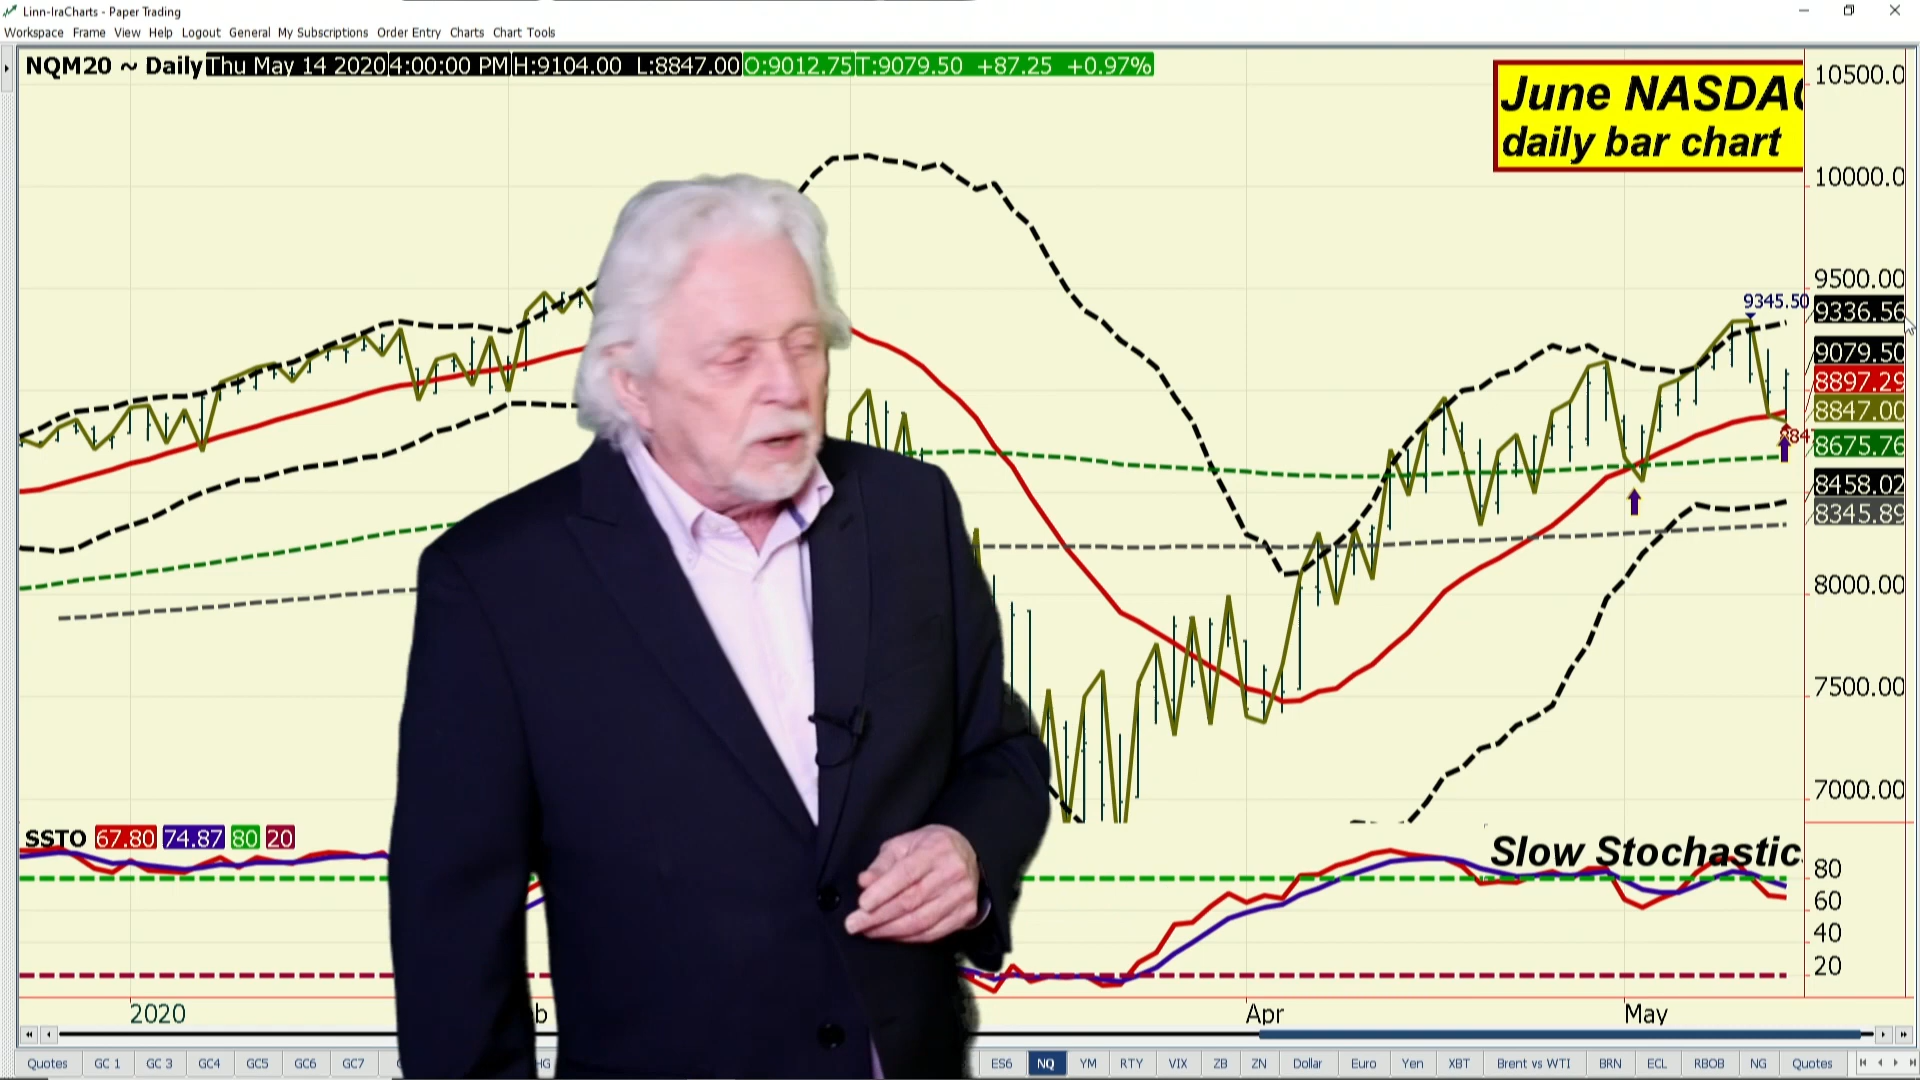 Linn-IraCharts - Paper Trading
Workspace Frame View Help Logout General My Subscriptions Order Entry Charts Chart Tools
NQM20 ~ Daily Thu May 14 2020 4:00:00 PM H:9104.00 L:8847.00 O:9012.75 T:9079.50 +87.25 +0.97%
10500.0
June NASDAQ
daily bar chart
10000.0
9500.00
9345.50
9336.56
9079.50
8897.29
8847.00
884
8675.76
8458.02
8345.89
8000.00
7500.00
7000.00
SSTO 67.80 74.87 80 20
Slow Stochastic
80
60
40
20
2020 b Apr May
Quotes GC 1 GC 3 GC4 GC5 GC6 GC7 HG ES6 NQ YM RTY VIX ZB ZN Dollar Euro Yen XBT Brent vs WTI BRN ECL RBOB NG Quotes